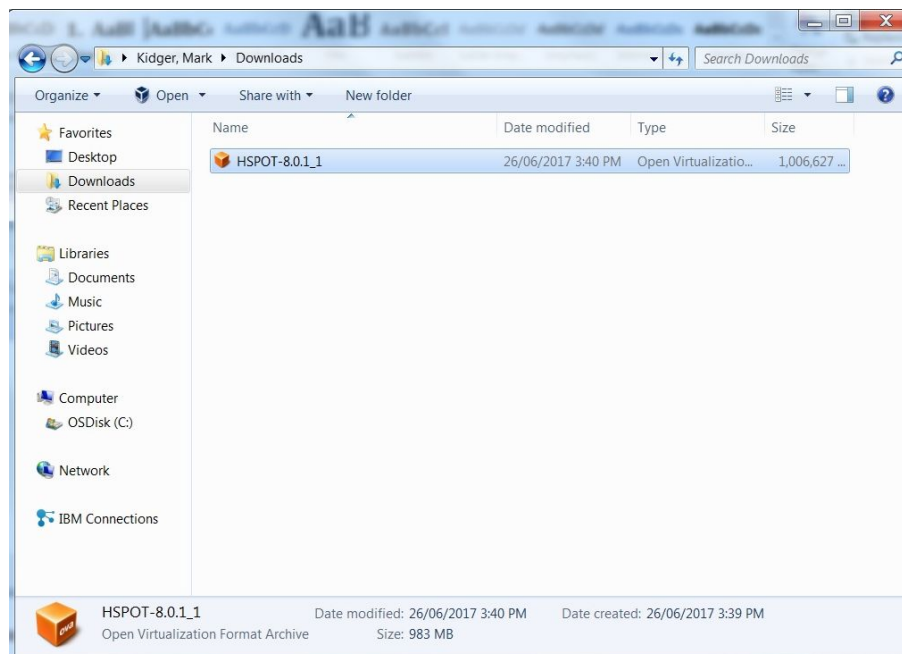 Kidger, Mark ▸ Downloads
Search Downloads
Organize ▾ Open ▾ Share with ▾ New folder
Name Date modified Type Size
HSPOT-8.0.1_1 26/06/2017 3:40 PM Open Virtualizatio... 1,006,627 ...
Favorites
Desktop
Downloads
Recent Places
Libraries
Documents
Music
Pictures
Videos
Computer
OSDisk (C:)
Network
IBM Connections
ova
HSPOT-8.0.1_1 Date modified: 26/06/2017 3:40 PM Date created: 26/06/2017 3:39 PM
Open Virtualization Format Archive Size: 983 MB